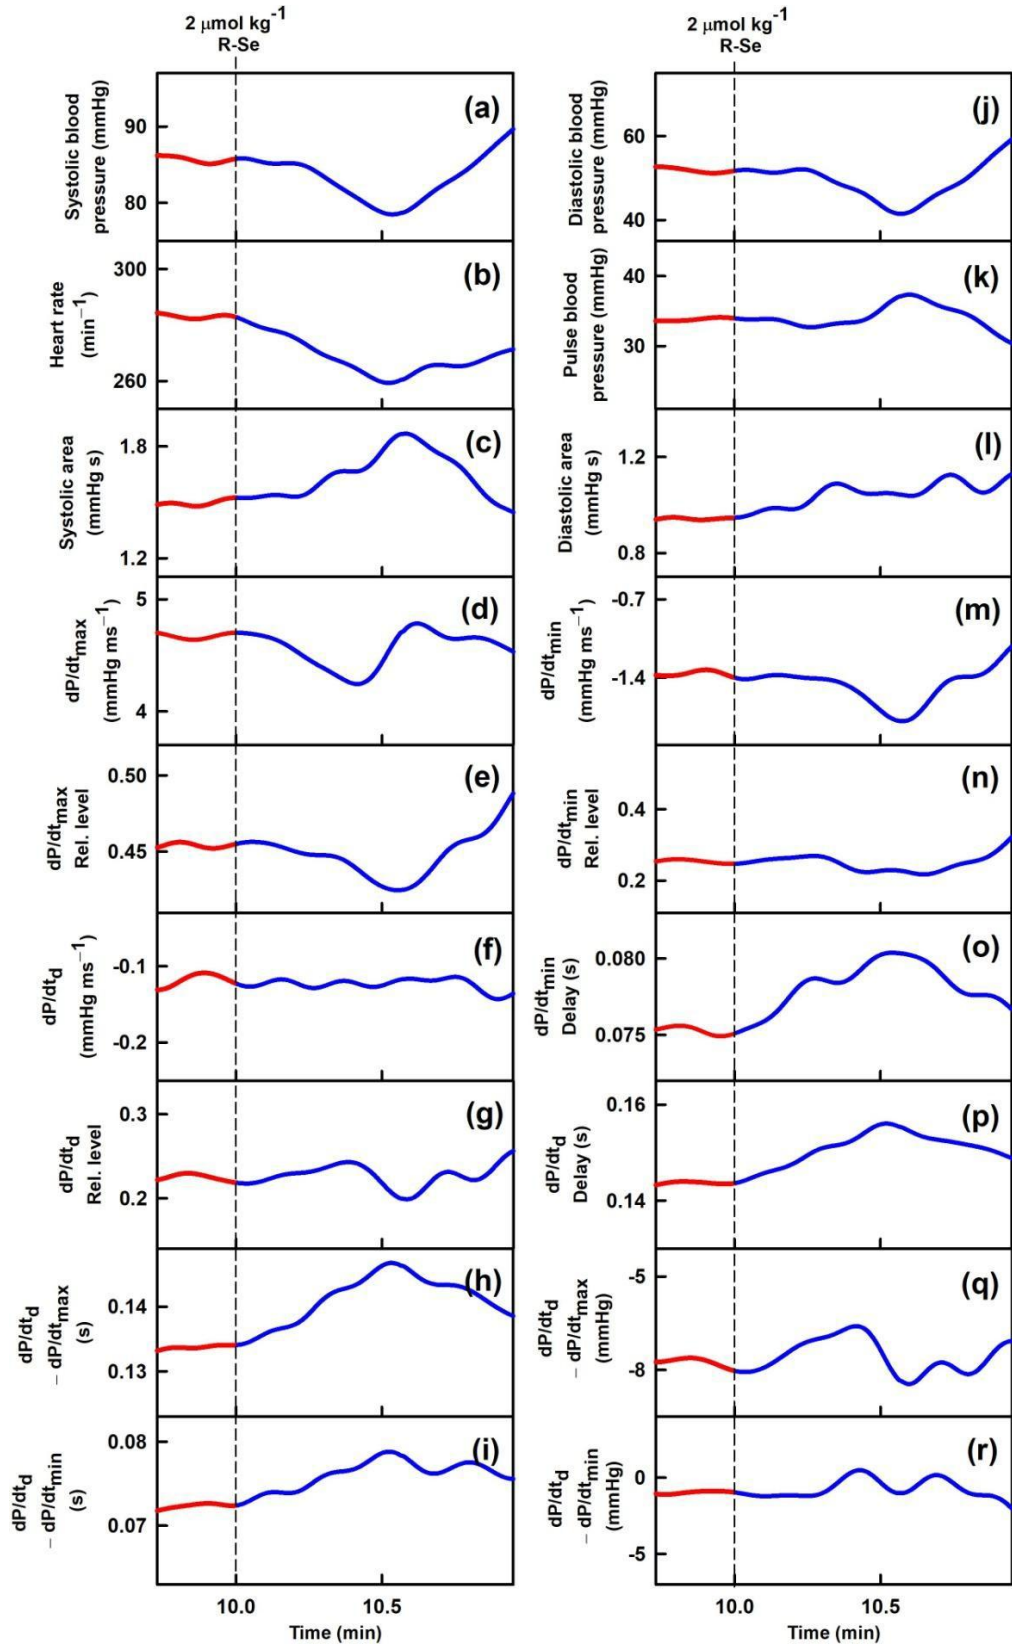 2 μmol kg⁻¹
R-Se
Systolic blood
pressure (mmHg)
90
80
(a)
Heart rate
(min⁻¹)
300
260
(b)
Systolic area
(mmHg s)
1.8
1.2
(c)
dP/dtmax
(mmHg ms⁻¹)
5
4
(d)
dP/dtmax
Rel. level
0.50
0.45
(e)
dP/dtd
(mmHg ms⁻¹)
-0.1
-0.2
(f)
dP/dtd
Rel. level
0.3
0.2
(g)
dP/dtd
– dP/dtmax
(s)
0.14
0.13
(h)
dP/dtd
– dP/dtmin
(s)
0.08
0.07
(i)
10.0
10.5
Time (min)
2 μmol kg⁻¹
R-Se
Diastolic blood
pressure (mmHg)
60
40
(j)
Pulse blood
pressure (mmHg)
40
30
(k)
Diastolic area
(mmHg s)
1.2
0.8
(l)
dP/dtmin
(mmHg ms⁻¹)
-0.7
-1.4
(m)
dP/dtmin
Rel. level
0.4
0.2
(n)
dP/dtmin
Delay (s)
0.080
0.075
(o)
dP/dtd
Delay (s)
0.16
0.14
(p)
dP/dtd
– dP/dtmax
(mmHg)
-5
-8
(q)
dP/dtd
– dP/dtmin
(mmHg)
0
-5
(r)
10.0
10.5
Time (min)